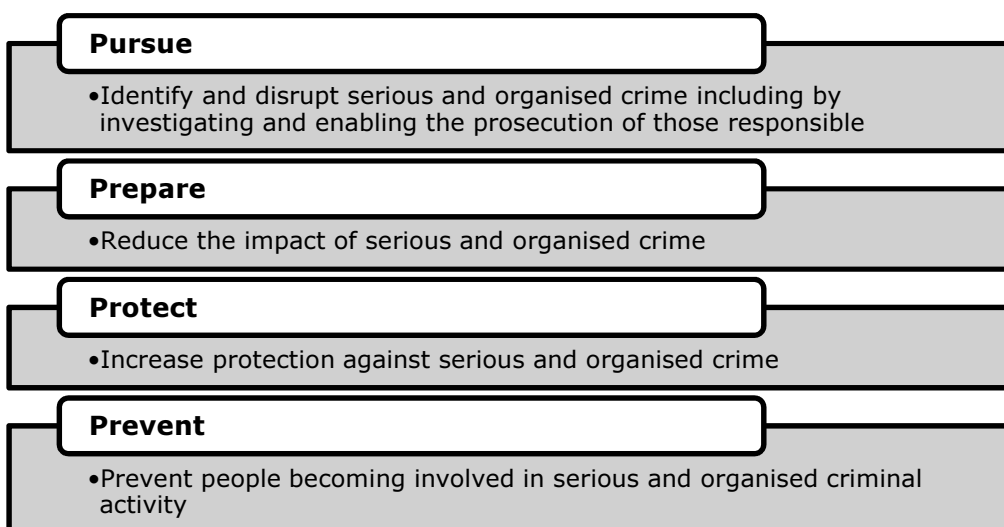 Pursue
•Identify and disrupt serious and organised crime including by
investigating and enabling the prosecution of those responsible
Prepare
•Reduce the impact of serious and organised crime
Protect
•Increase protection against serious and organised crime
Prevent
•Prevent people becoming involved in serious and organised criminal
activity